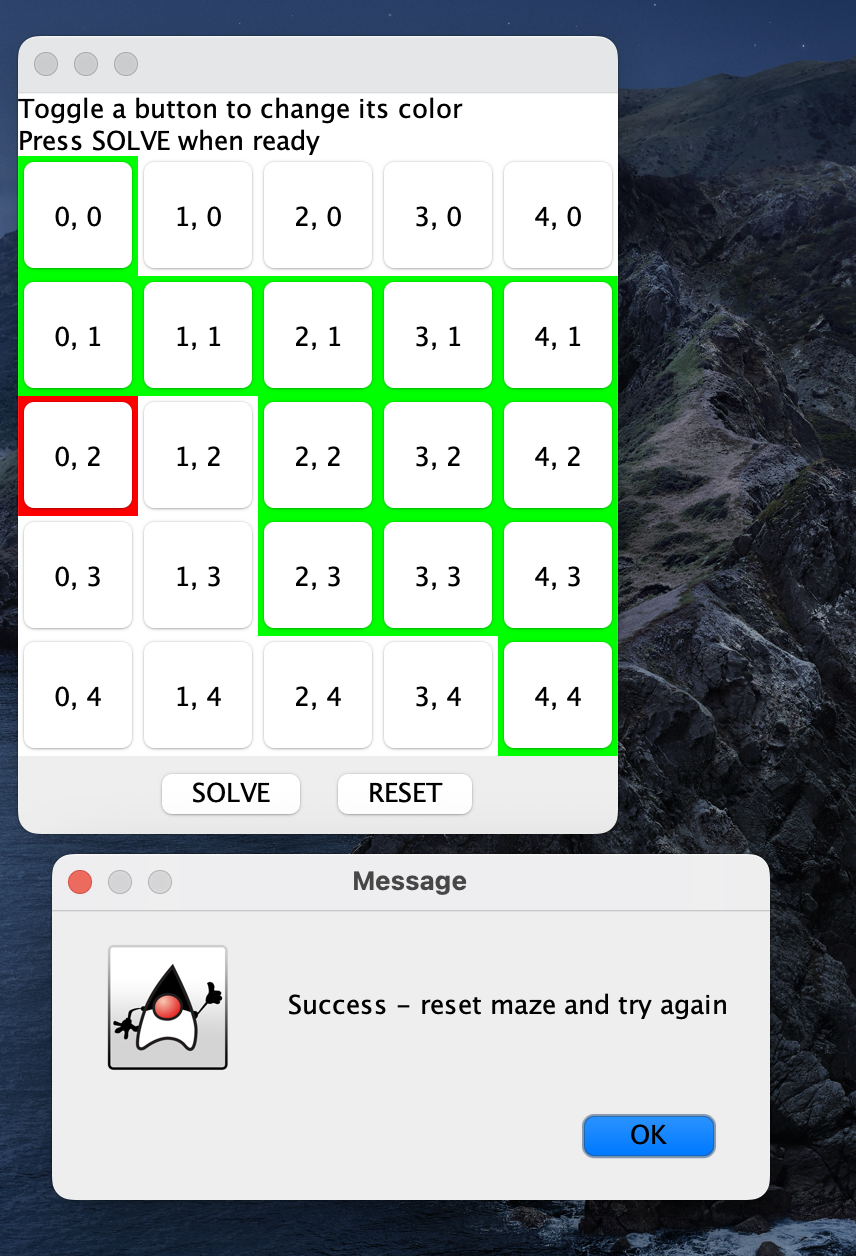 Toggle a button to change its color
Press SOLVE when ready
0, 0 1, 0 2, 0 3, 0 4, 0
0, 1 1, 1 2, 1 3, 1 4, 1
0, 2 1, 2 2, 2 3, 2 4, 2
0, 3 1, 3 2, 3 3, 3 4, 3
0, 4 1, 4 2, 4 3, 4 4, 4
SOLVE RESET
Message
Success - reset maze and try again
OK